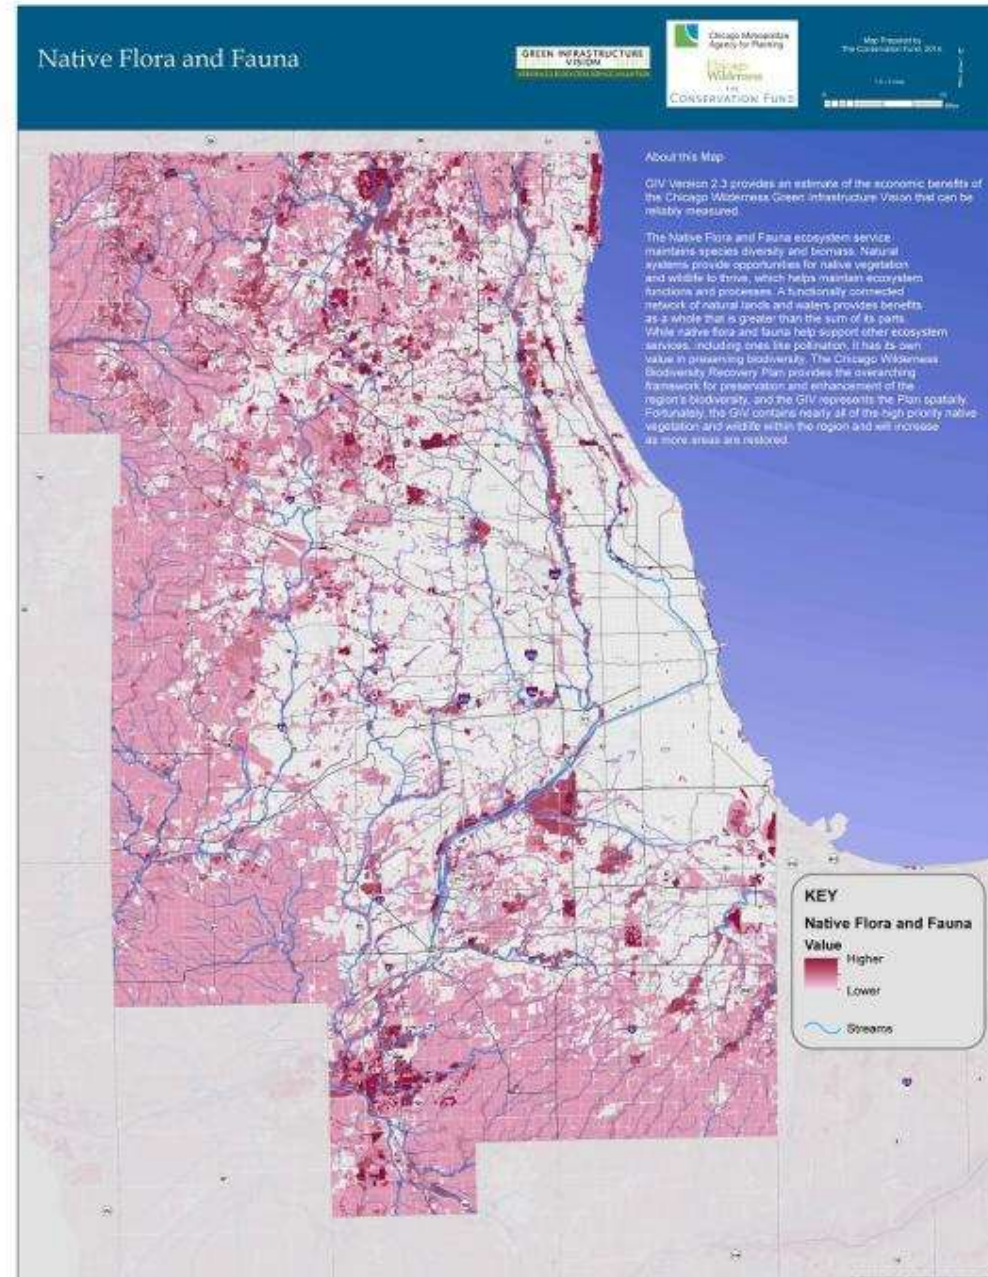 Native Flora and Fauna
GREEN INFRASTRUCTURE
VISION
Chicago Metropolitan
Agency for Planning
Chicago
Wilderness
THE
CONSERVATION FUND
Map Prepared by
The Conservation Fund, 2014
About this Map
GIV Version 2.3 provides an estimate of the economic benefits of
the Chicago Wilderness Green Infrastructure Vision that can be
reliably measured.
The Native Flora and Fauna ecosystem service
maintains species diversity and biomass. Natural
systems provide opportunities for native vegetation
and wildlife to thrive, which helps maintain ecosystem
functions and processes. A functionally connected
network of natural lands and waters provides benefits
as a whole that is greater than the sum of its parts.
While native flora and fauna help support other ecosystem
services, including ones like pollination, it has its own
value in preserving biodiversity. The Chicago Wilderness
Biodiversity Recovery Plan provides the overarching
framework for preservation and enhancement of the
region's biodiversity, and the GIV represents the Plan spatially.
Fortunately, the GIV contains nearly all of the high priority native
vegetation and wildlife within the region and will increase
as more areas are restored.
KEY
Native Flora and Fauna
Value
Higher
Lower
Streams